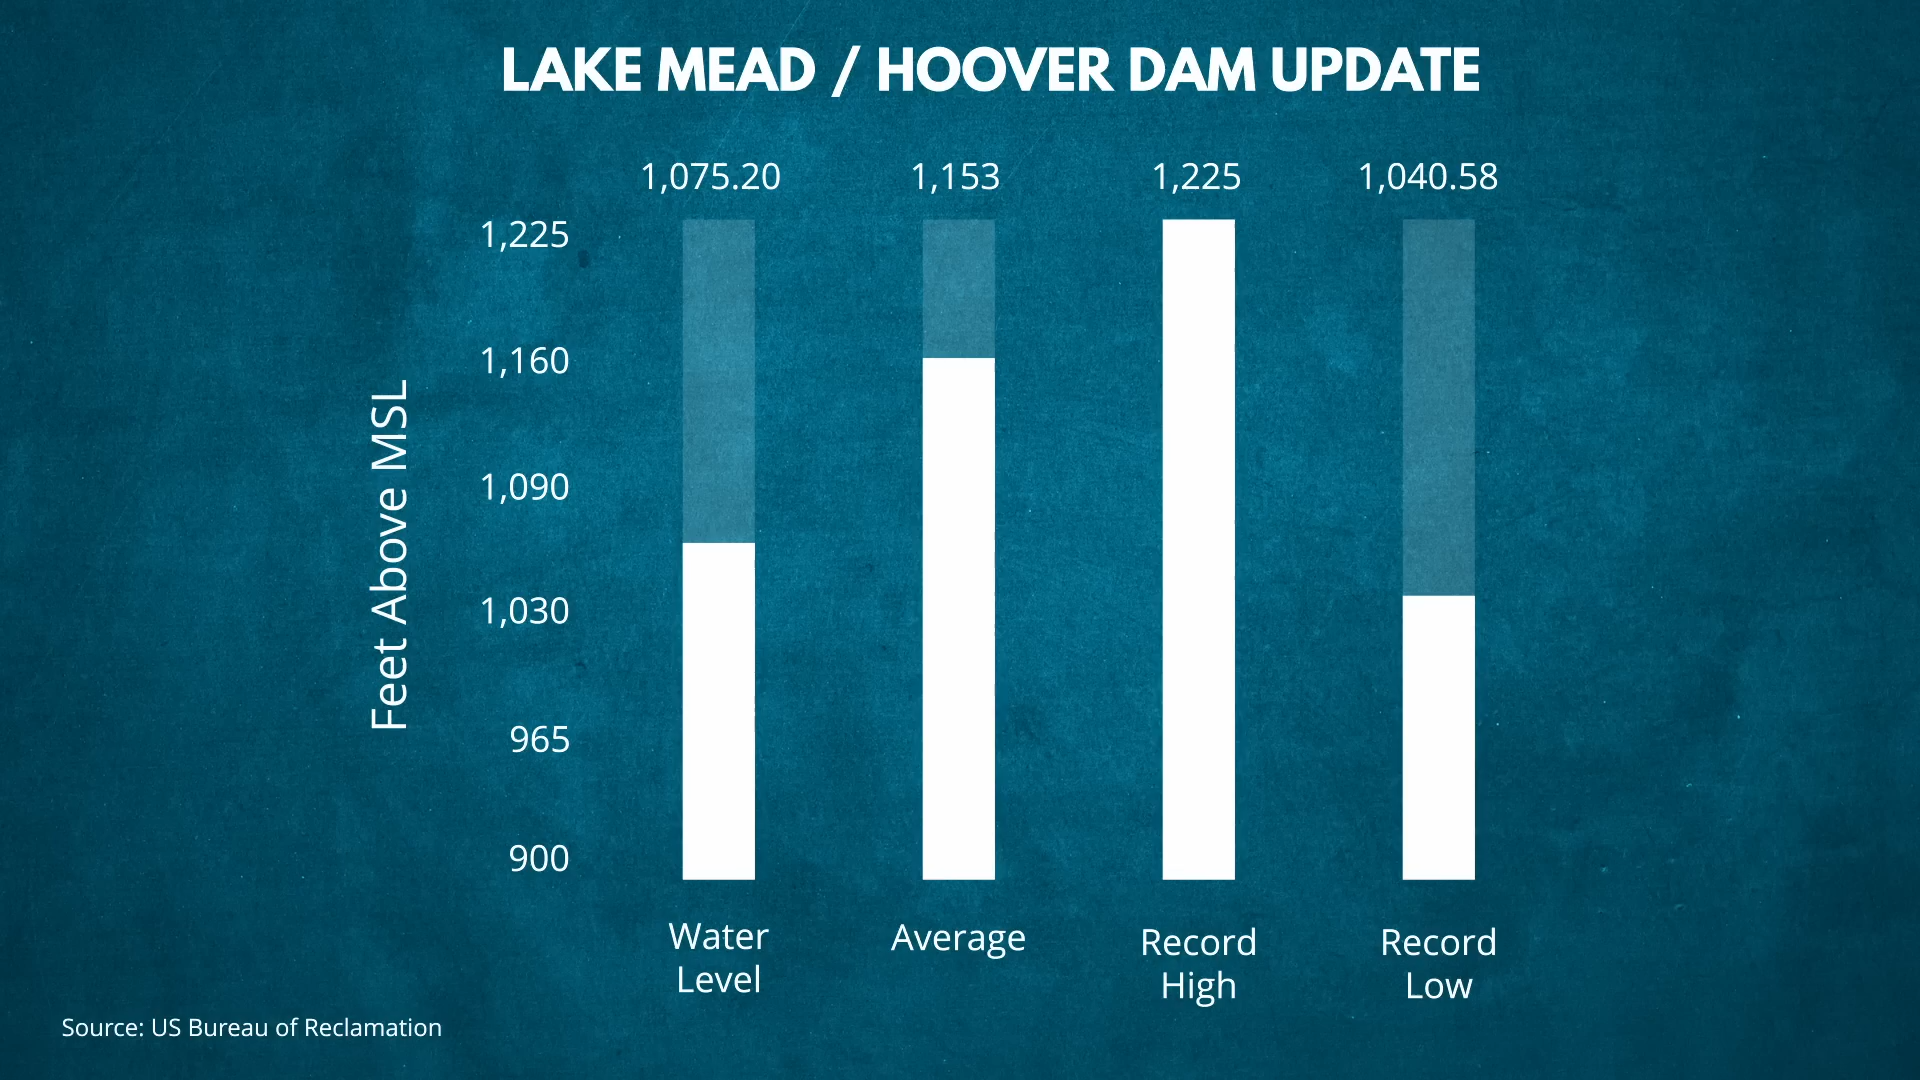 LAKE MEAD / HOOVER DAM UPDATE
1,075.20
1,153
1,225
1,040.58
Feet Above MSL
1,225
1,160
1,090
1,030
965
900
Water
Level
Average
Record
High
Record
Low
Source: US Bureau of Reclamation